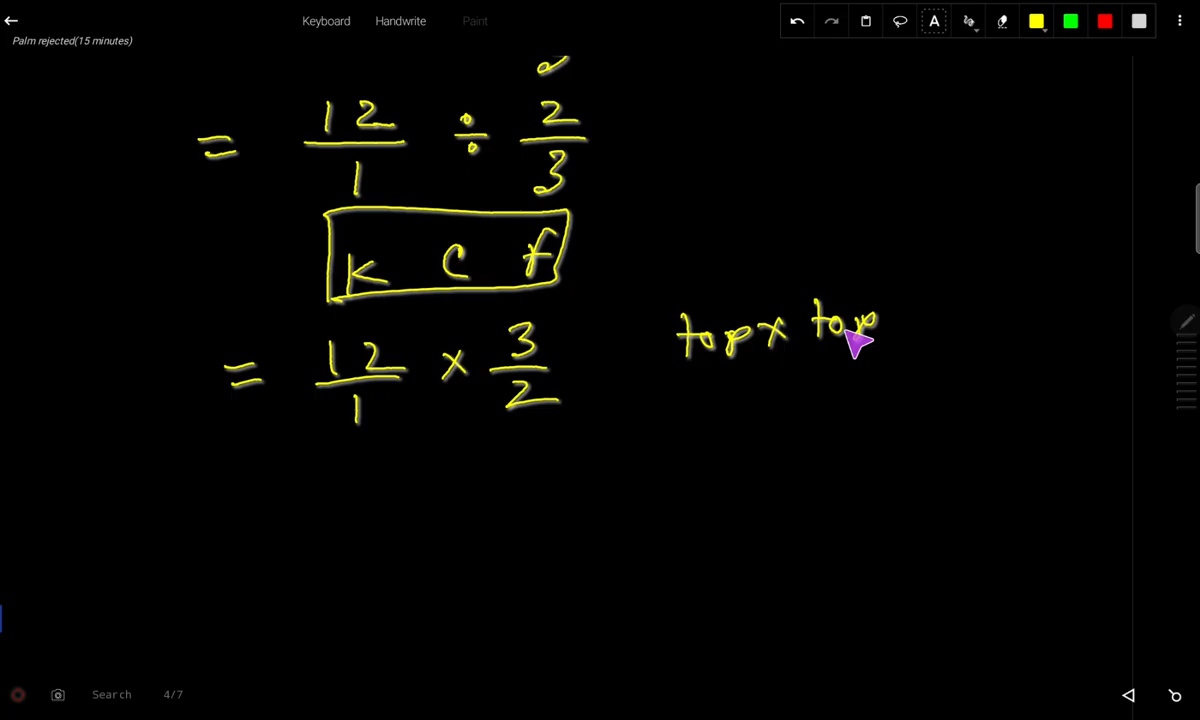 Keyboard Handwrite Paint A
Palm rejected(15 minutes)
= 12/1 ÷ 2/3
K C f
= 12/1 × 3/2 top x top
Search 4/7